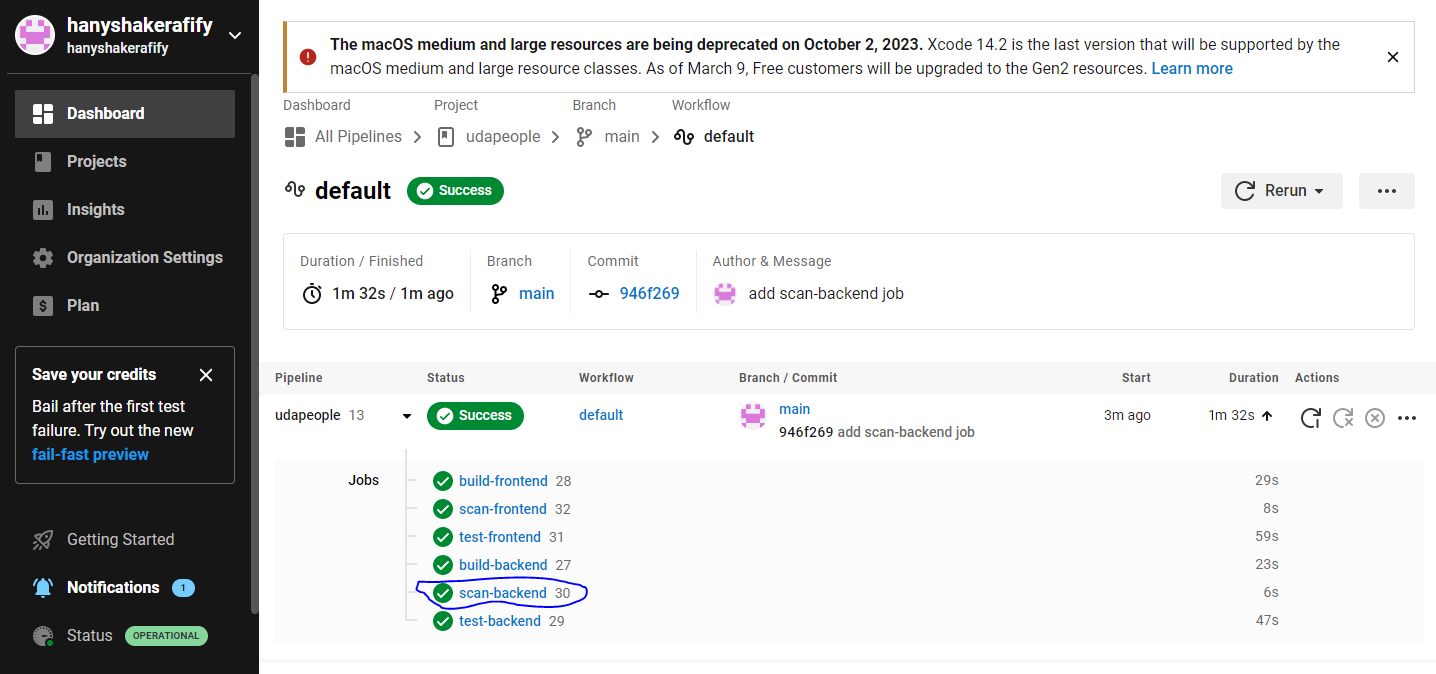 hanyshakerafify
hanyshakerafify
Dashboard
Projects
Insights
Organization Settings
Plan
Save your credits
Bail after the first test
failure. Try out the new
fail-fast preview
Getting Started
Notifications 1
Status OPERATIONAL
The macOS medium and large resources are being deprecated on October 2, 2023. Xcode 14.2 is the last version that will be supported by the
macOS medium and large resource classes. As of March 9, Free customers will be upgraded to the Gen2 resources. Learn more
Dashboard Project Branch Workflow
All Pipelines udapeople main default
default Success Rerun
Duration / Finished Branch Commit Author & Message
1m 32s / 1m ago main 946f269 add scan-backend job
Pipeline Status Workflow Branch / Commit Start Duration Actions
udapeople 13 Success default main 3m ago 1m 32s
946f269 add scan-backend job
Jobs build-frontend 28 29s
scan-frontend 32 8s
test-frontend 31 59s
build-backend 27 23s
scan-backend 30 6s
test-backend 29 47s